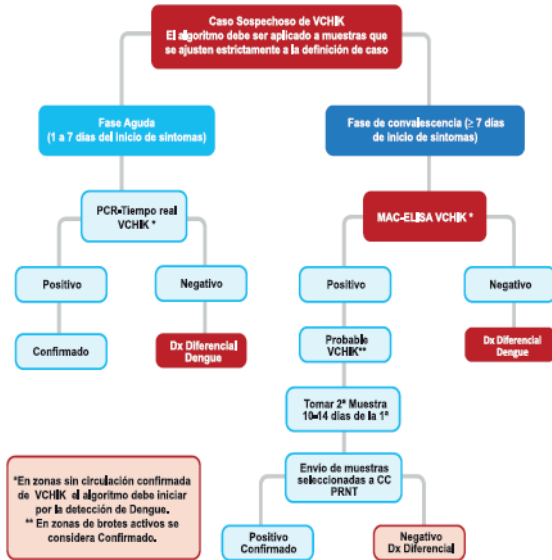 Caso Sospechoso de VCHIK
El algoritmo debe ser aplicado a muestras que
se ajusten estrictamente a la definición de caso
Fase Aguda
(1 a 7 días del Inicio de síntomas)
Fase de convalescencia (≥ 7 días
de inicio de síntomas)
PCR-Tiempo real
VCHIK *
MAC-ELISA VCHIK *
Positivo
Negativo
Positivo
Negativo
Confirmado
Dx Diferencial
Dengue
Probable
VCHIK**
Dx Diferencial
Dengue
Tomar 2ª Muestra
10-14 días de la 1ª
Envío de muestras
seleccionadas a CC
PRNT
Positivo
Confirmado
Negativo
Dx Diferencial
*En zonas sin circulación confirmada
de VCHIK el algoritmo debe iniciar
por la detección de Dengue.
** En zonas de brotes activos se
considera Confirmado.